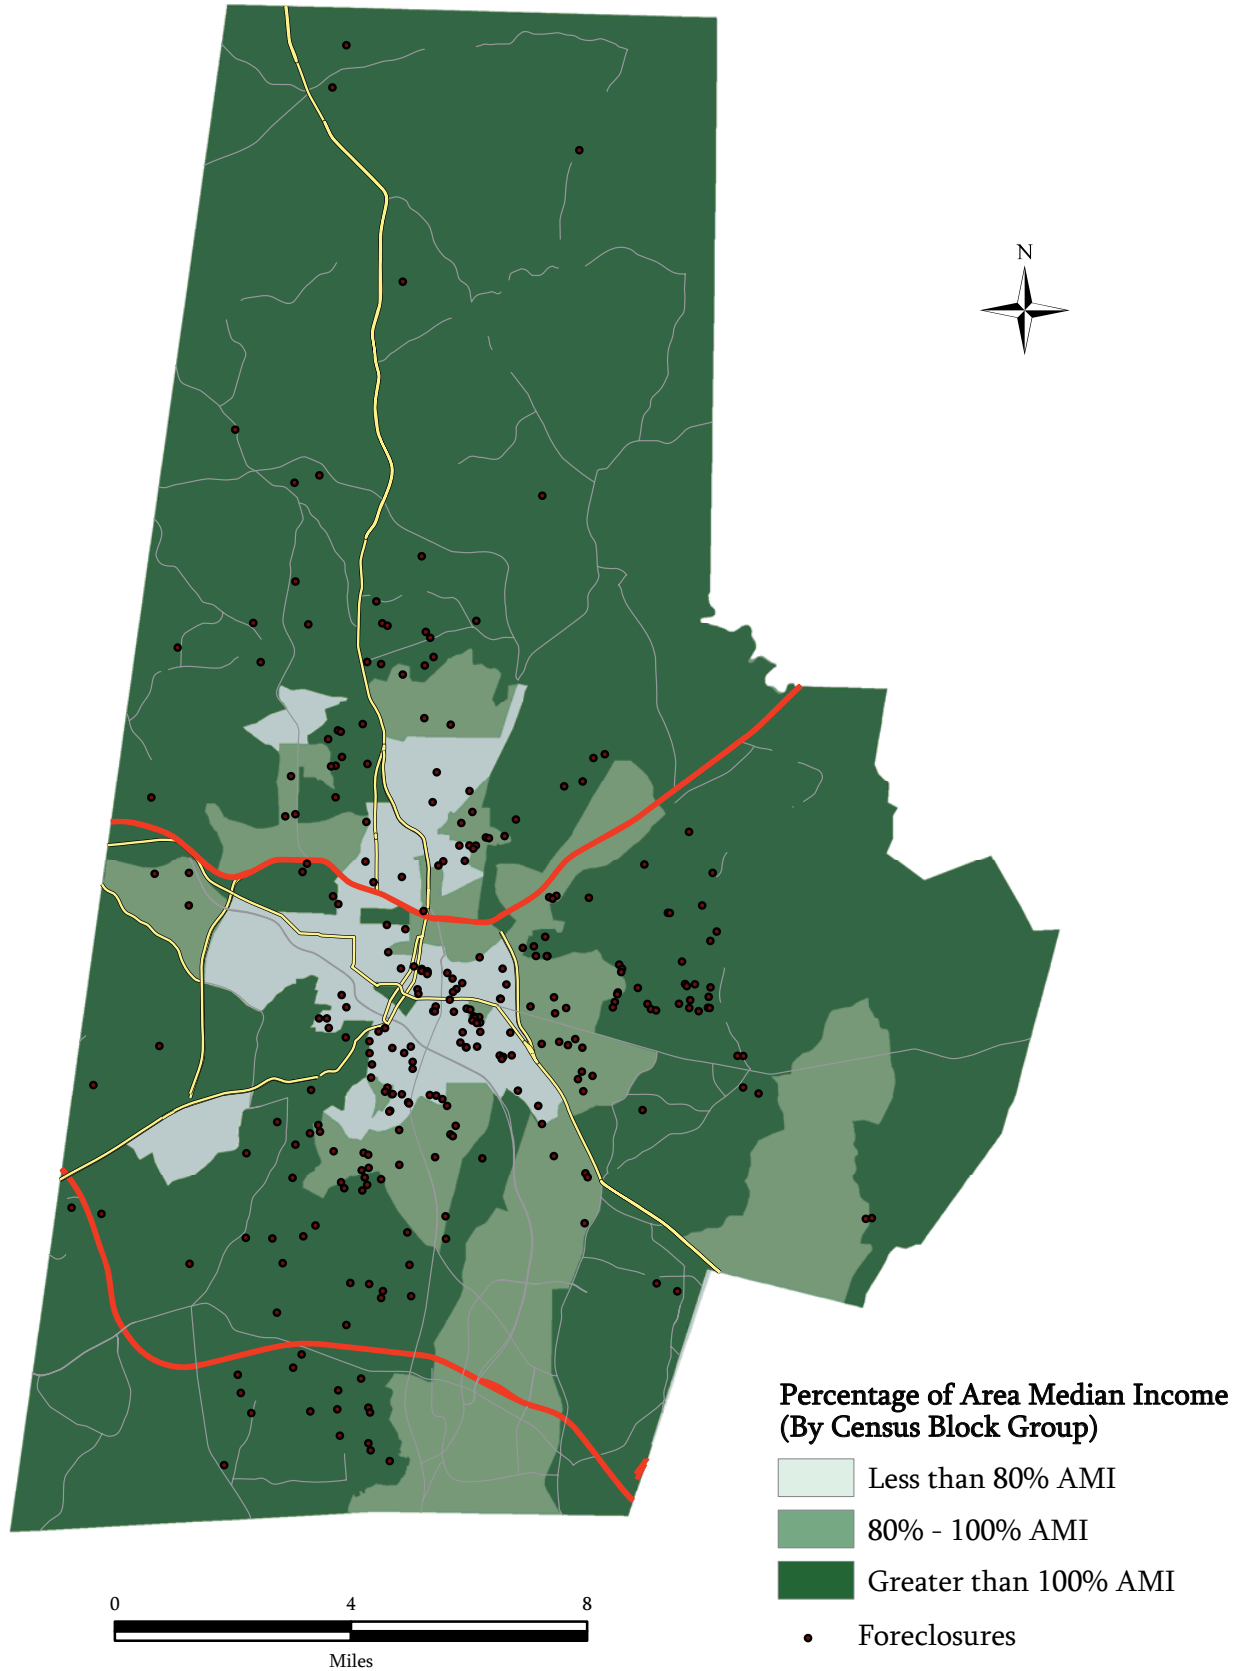 N
Percentage of Area Median Income
(By Census Block Group)
Less than 80% AMI
80% - 100% AMI
Greater than 100% AMI
Foreclosures
0 4 8
Miles